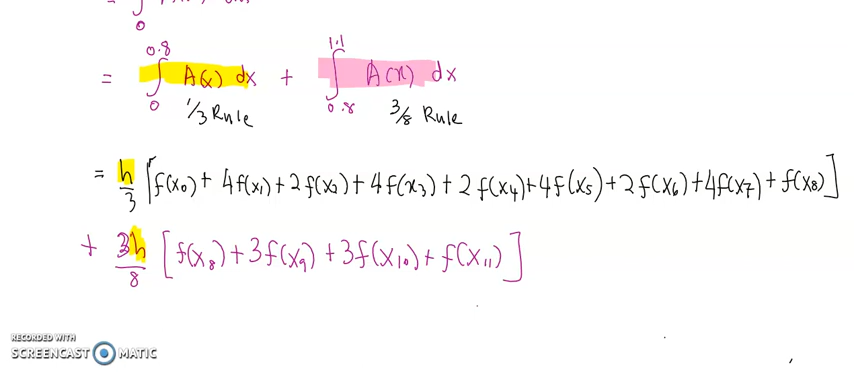 = ∫
0
= ∫₀^0.8 A(x) dx + ∫_0.8^1.1 A(x) dx
1/3 Rule 3/8 Rule
= h/3 [f(x₀) + 4f(x₁) + 2f(x₂) + 4f(x₃) + 2f(x₄) + 4f(x₅) + 2f(x₆) + 4f(x₇) + f(x₈)]
+ 3h/8 [f(x₈) + 3f(x₉) + 3f(x₁₀) + f(x₁₁)]
RECORDED WITH
SCREENCAST MATIC